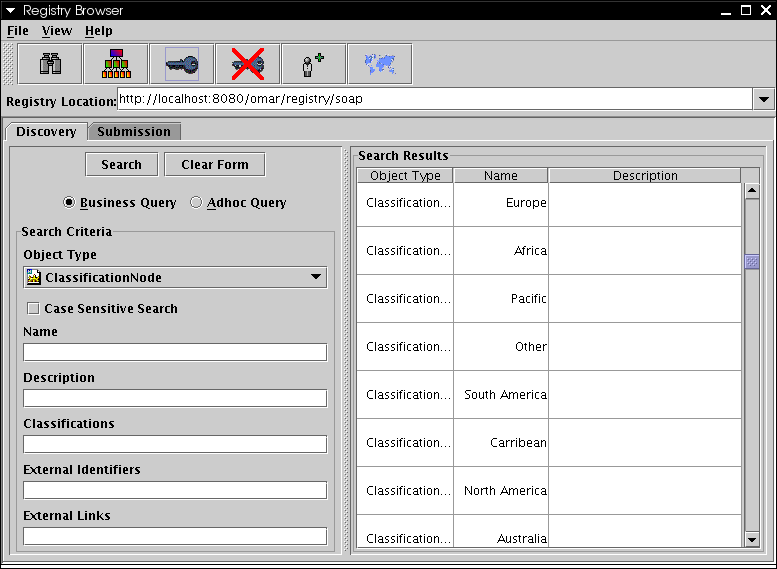 Registry Browser
File View Help
Registry Location: http://localhost:8080/omar/registry/soap
Discovery Submission
Search Clear Form
Business Query Adhoc Query
Search Criteria
Object Type
ClassificationNode
Case Sensitive Search
Name
Description
Classifications
External Identifiers
External Links
Search Results
Object Type Name Description
Classification... Europe
Classification... Africa
Classification... Pacific
Classification... Other
Classification... South America
Classification... Carribean
Classification... North America
Classification... Australia